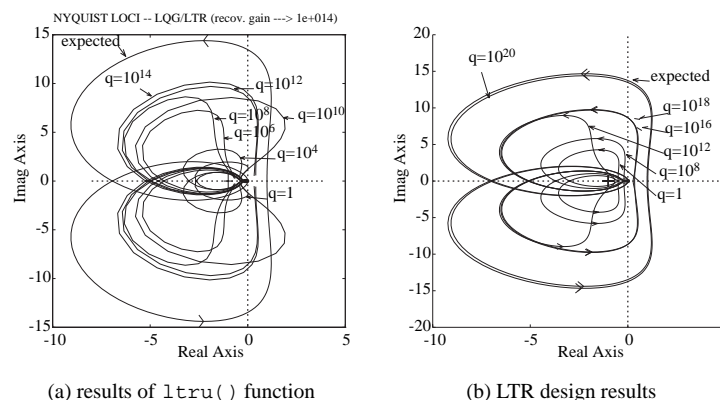 NYQUIST LOCI -- LQG/LTR (recov. gain ---> 1e+014)
15
10
5
0
-5
-10
-15
-10
-5
0
5
Imag Axis
Real Axis
expected
q=10^14
q=10^12
q=10^10
q=10^8
q=10^6
q=10^4
q=1
(a) results of ltru() function
20
15
10
5
0
-5
-10
-15
-20
-10
-5
0
Imag Axis
Real Axis
q=10^20
expected
q=10^18
q=10^16
q=10^12
q=10^8
q=1
(b) LTR design results